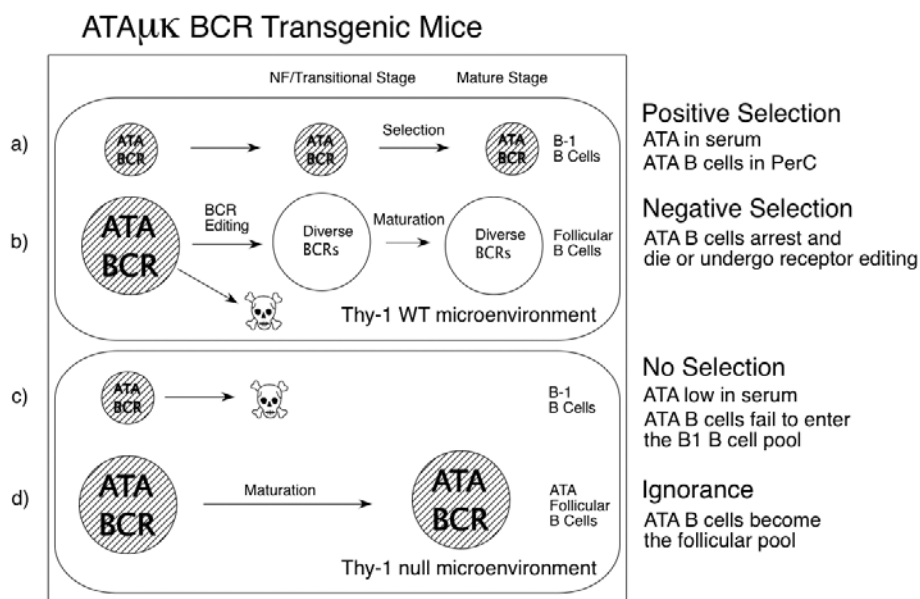 ATAμκ BCR Transgenic Mice
NF/Transitional Stage
Mature Stage
a)
ATA
BCR
ATA
BCR
Selection
ATA
BCR
B-1
B Cells
Positive Selection
ATA in serum
ATA B cells in PerC
b)
ATA
BCR
BCR
Editing
Diverse
BCRs
Maturation
Diverse
BCRs
Follicular
B Cells
Negative Selection
ATA B cells arrest and
die or undergo receptor editing
Thy-1 WT microenvironment
c)
ATA
BCR
B-1
B Cells
No Selection
ATA low in serum
ATA B cells fail to enter
the B1 B cell pool
d)
ATA
BCR
Maturation
ATA
BCR
ATA
Follicular
B Cells
Ignorance
ATA B cells become
the follicular pool
Thy-1 null microenvironment